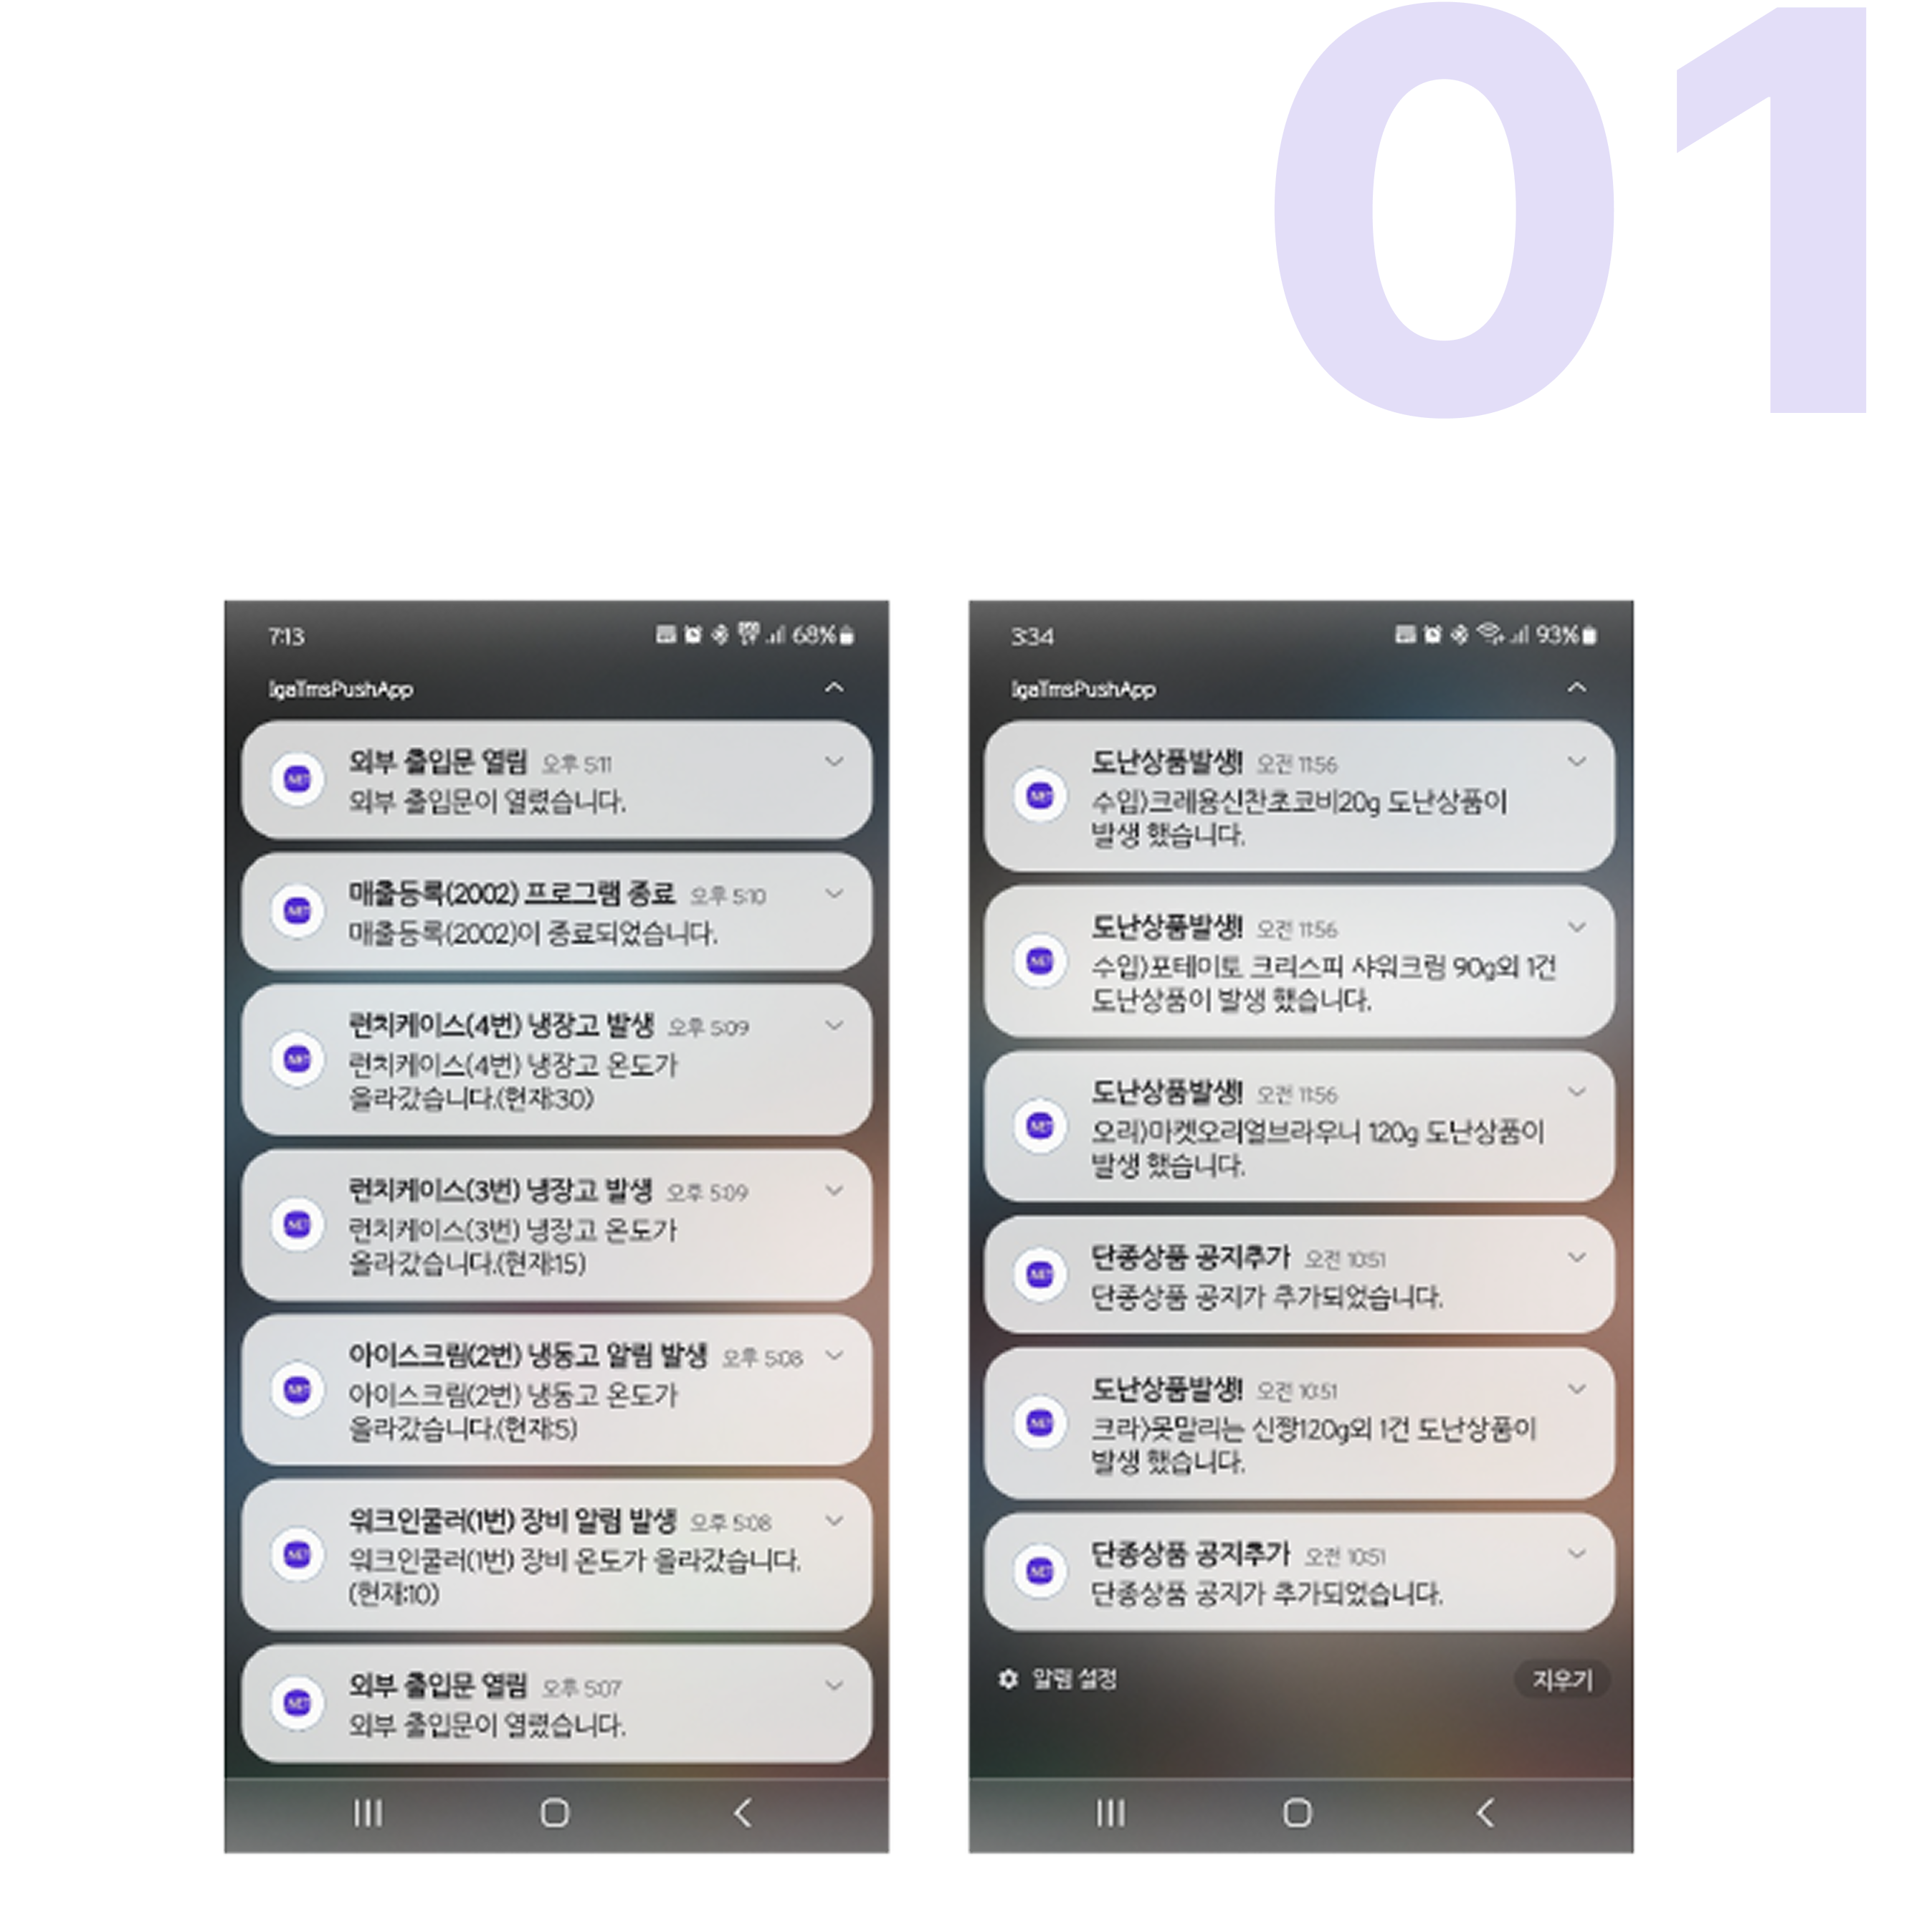 01
7:13
68%
IgaTmsPushApp
외부 출입문 열림 오후 5:11
외부 출입문이 열렸습니다.
매출등록(2002) 프로그램 종료 오후 5:10
매출등록(2002)이 종료되었습니다.
런치케이스(4번) 냉장고 발생 오후 5:09
런치케이스(4번) 냉장고 온도가
올라갔습니다.(현재:30)
런치케이스(3번) 냉장고 발생 오후 5:09
런치케이스(3번) 냉장고 온도가
올라갔습니다.(현재:15)
아이스크림(2번) 냉동고 알림 발생 오후 5:08
아이스크림(2번) 냉동고 온도가
올라갔습니다.(현재:5)
워크인쿨러(1번) 장비 알림 발생 오후 5:08
워크인쿨러(1번) 장비 온도가 올라갔습니다.
(현재:10)
외부 출입문 열림 오후 5:07
외부 출입문이 열렸습니다.
3:34
93%
IgaTmsPushApp
도난상품발생! 오전 11:56
수입)크레용신찬초코비20g 도난상품이
발생 했습니다.
도난상품발생! 오전 11:56
수입)포테이토 크리스피 샤워크림 90g외 1건
도난상품이 발생 했습니다.
도난상품발생! 오전 11:56
오리)마켓오리얼브라우니 120g 도난상품이
발생 했습니다.
단종상품 공지추가 오전 10:51
단종상품 공지가 추가되었습니다.
도난상품발생! 오전 10:51
크라)못말리는 신짱120g외 1건 도난상품이
발생 했습니다.
단종상품 공지추가 오전 10:51
단종상품 공지가 추가되었습니다.
알림 설정
지우기